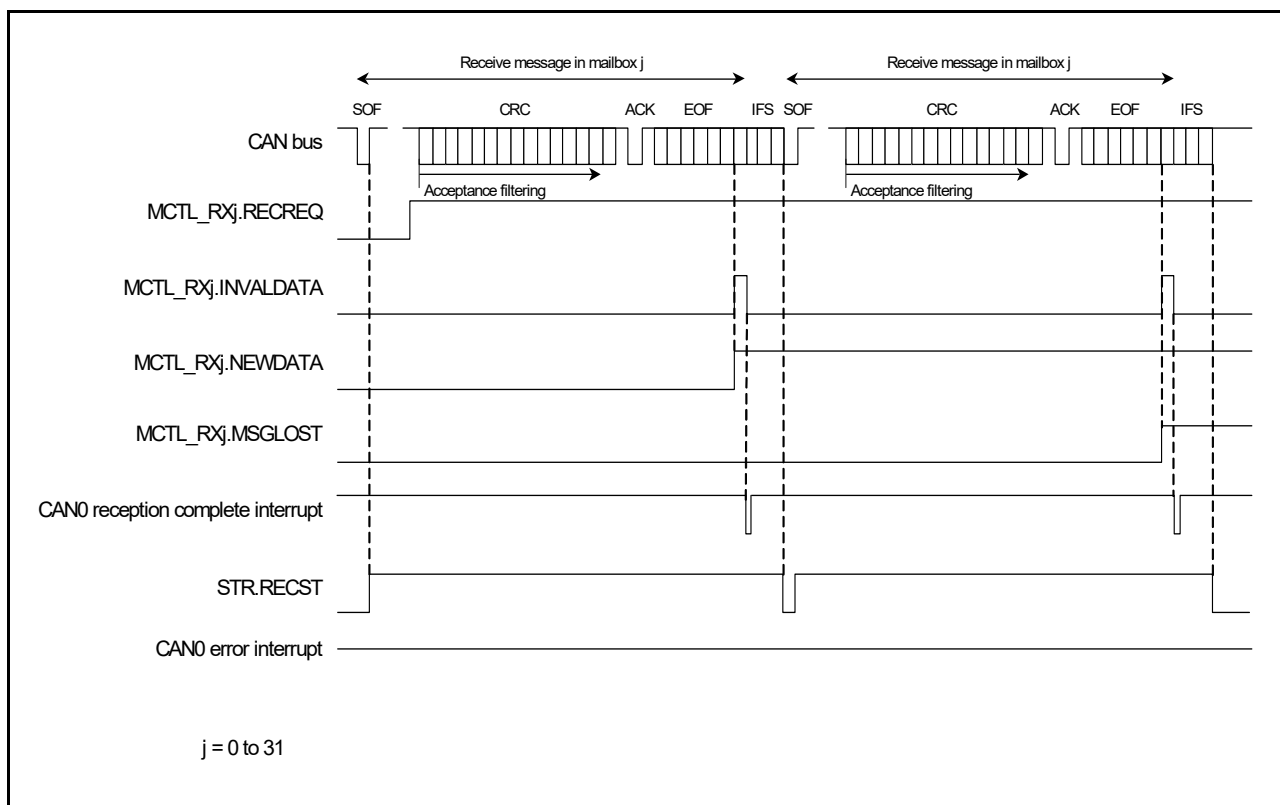 Receive message in mailbox j Receive message in mailbox j
SOF CRC ACK EOF IFS SOF CRC ACK EOF IFS
CAN bus
Acceptance filtering Acceptance filtering
MCTL_RXj.RECREQ
MCTL_RXj.INVALDATA
MCTL_RXj.NEWDATA
MCTL_RXj.MSGLOST
CAN0 reception complete interrupt
STR.RECST
CAN0 error interrupt
j = 0 to 31